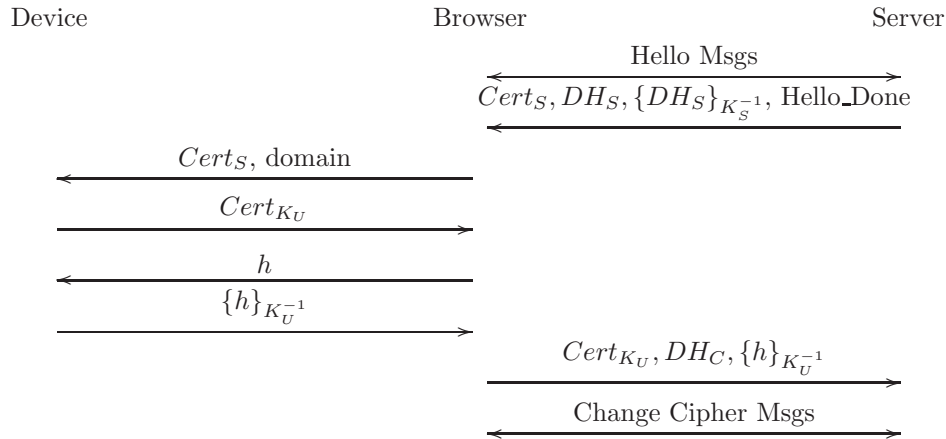 Device Browser Server
Hello Msgs
$Cert_S, DH_S, \{DH_S\}_{K_S^{-1}}$, Hello_Done
$Cert_S$, domain
$Cert_{K_U}$
$h$
$\{h\}_{K_U^{-1}}$
$Cert_{K_U}, DH_C, \{h\}_{K_U^{-1}}$
Change Cipher Msgs